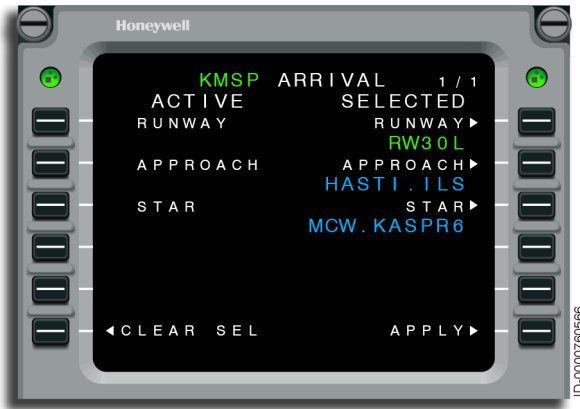 Honeywell
KMSP ARRIVAL 1 / 1
ACTIVE SELECTED
RUNWAY RUNWAY▶
RW30L
APPROACH APPROACH▶
HASTI.ILS
STAR STAR▶
MCW.KASPR6
◀CLEAR SEL APPLY▶
ID-0000760566